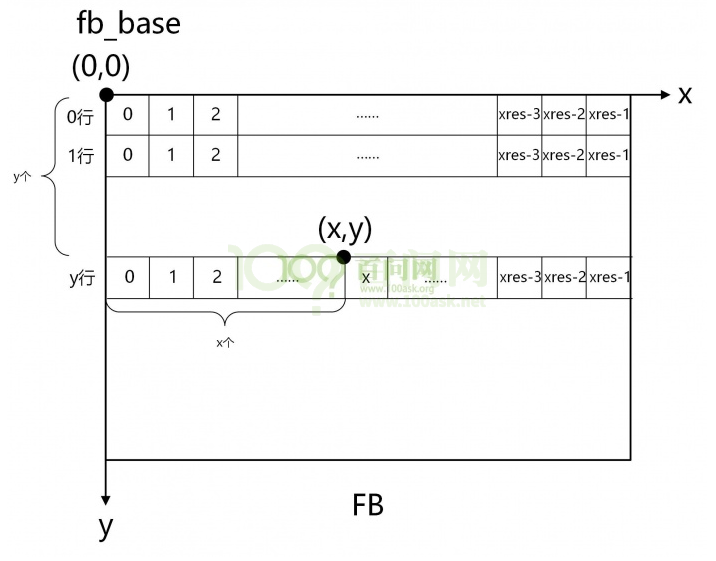 fb_base
(0,0)
x
0行 0 1 2 ...... xres-3 xres-2 xres-1
1行 0 1 2 ...... xres-3 xres-2 xres-1
y个
(x,y)
100? 百问网网
y行 0 1 2 ...... x ...... xres-3 xres-2 xres-1
www.100ask.org
www.100ask.net
x个
FB
y